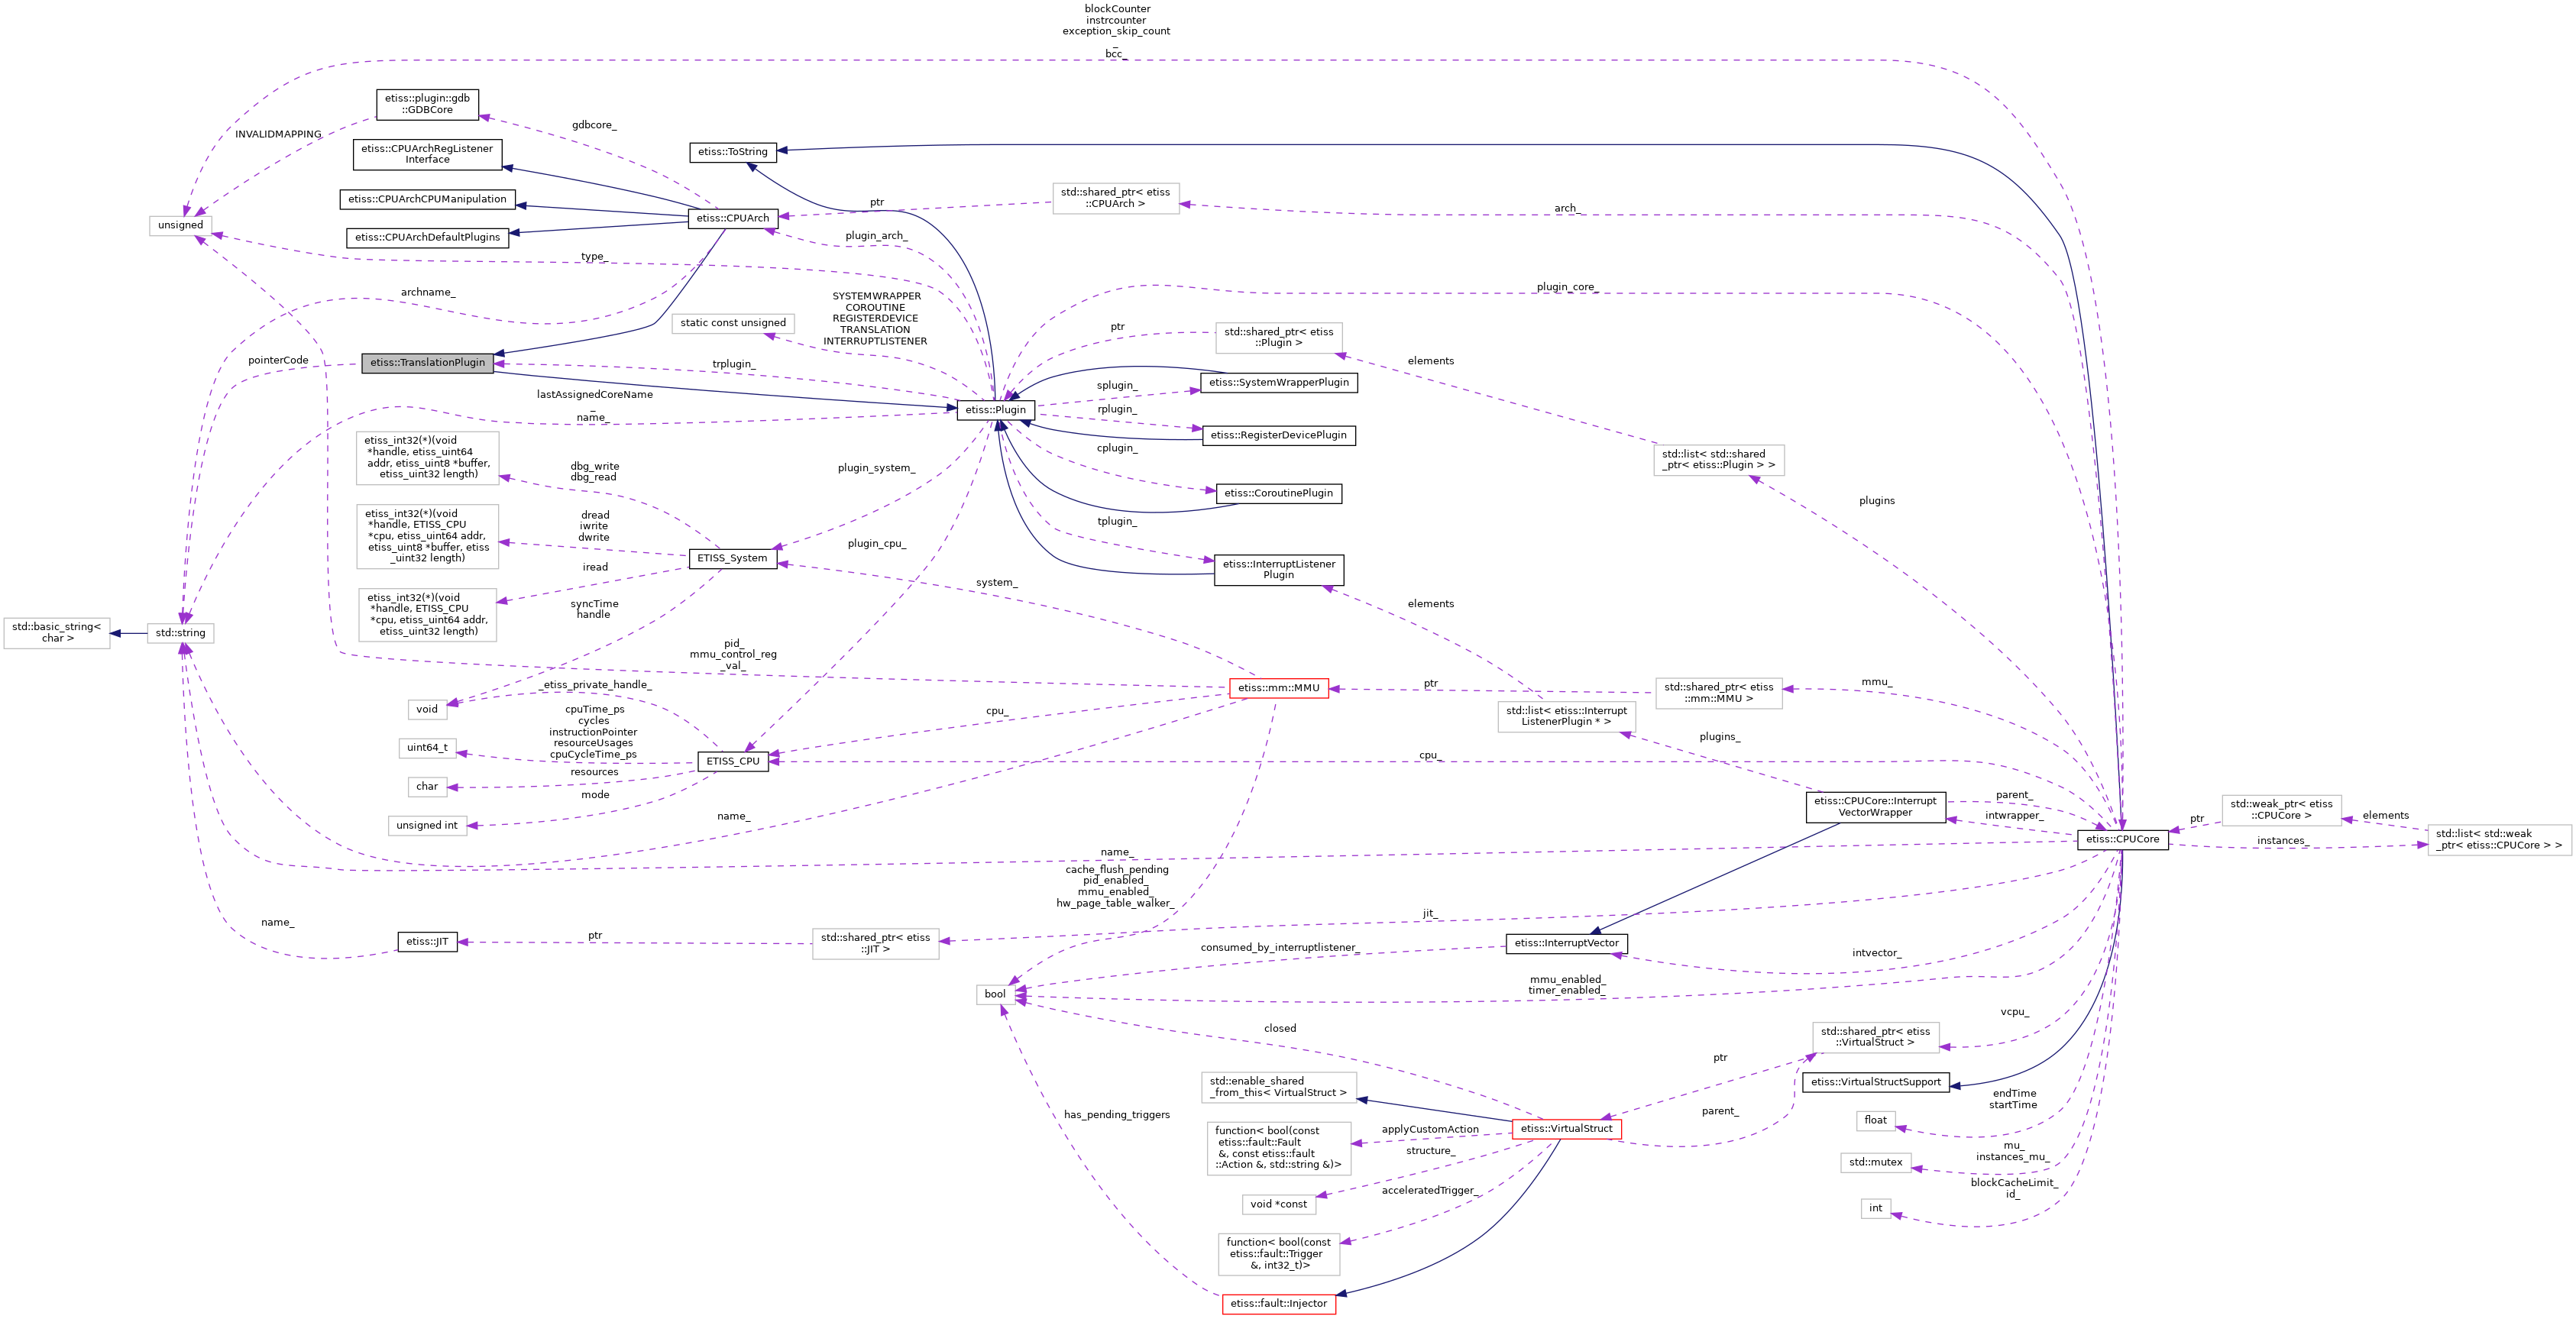 blockCounter
instrcounter
exception_skip_count
_
bcc_
etiss::plugin::gdb
::GDBCore
INVALIDMAPPING
gdbcore_
etiss::CPUArchRegListener
Interface
etiss::ToString
etiss::CPUArchCPUManipulation
etiss::CPUArch
ptr
std::shared_ptr< etiss
::CPUArch >
arch_
unsigned
etiss::CPUArchDefaultPlugins
plugin_arch_
type_
archname_
SYSTEMWRAPPER
COROUTINE
REGISTERDEVICE
TRANSLATION
INTERRUPTLISTENER
plugin_core_
static const unsigned
ptr
std::shared_ptr< etiss
::Plugin >
pointerCode
etiss::TranslationPlugin
trplugin_
elements
splugin_
etiss::SystemWrapperPlugin
lastAssignedCoreName
_
name_
etiss::Plugin
rplugin_
etiss::RegisterDevicePlugin
etiss_int32(*)(void
*handle, etiss_uint64
addr, etiss_uint8 *buffer,
etiss_uint32 length)
dbg_write
dbg_read
plugin_system_
cplugin_
std::list< std::shared
_ptr< etiss::Plugin > >
etiss::CoroutinePlugin
plugins
etiss_int32(*)(void
*handle, ETISS_CPU
*cpu, etiss_uint64 addr,
etiss_uint8 *buffer, etiss
_uint32 length)
dread
iwrite
dwrite
tplugin_
plugin_cpu_
ETISS_System
iread
etiss::InterruptListener
Plugin
system_
etiss_int32(*)(void
*handle, ETISS_CPU
*cpu, etiss_uint64 addr,
etiss_uint32 length)
syncTime
handle
elements
std::basic_string<
char >
std::string
pid_
mmu_control_reg
_val_
_etiss_private_handle_
etiss::mm::MMU
ptr
std::shared_ptr< etiss
::mm::MMU >
mmu_
void
cpuTime_ps
cycles
instructionPointer
resourceUsages
cpuCycleTime_ps
cpu_
std::list< etiss::Interrupt
ListenerPlugin * >
plugins_
uint64_t
ETISS_CPU
cpu_
resources
char
mode
unsigned int
name_
etiss::CPUCore::Interrupt
VectorWrapper
parent_
intwrapper_
etiss::CPUCore
ptr
std::weak_ptr< etiss
::CPUCore >
elements
instances_
std::list< std::weak
_ptr< etiss::CPUCore > >
name_
cache_flush_pending
pid_enabled_
mmu_enabled_
hw_page_table_walker_
jit_
name_
etiss::JIT
ptr
std::shared_ptr< etiss
::JIT >
consumed_by_interruptlistener_
etiss::InterruptVector
intvector_
bool
mmu_enabled_
timer_enabled_
closed
std::shared_ptr< etiss
::VirtualStruct >
vcpu_
ptr
etiss::VirtualStructSupport
std::enable_shared
_from_this< VirtualStruct >
endTime
startTime
has_pending_triggers
parent_
float
etiss::VirtualStruct
applyCustomAction
function< bool(const
etiss::fault::Fault
&, const etiss::fault
::Action &, std::string &)>
structure_
mu_
instances_mu_
std::mutex
void *const
acceleratedTrigger_
blockCacheLimit_
id_
int
function< bool(const
etiss::fault::Trigger
&, int32_t)>
etiss::fault::Injector